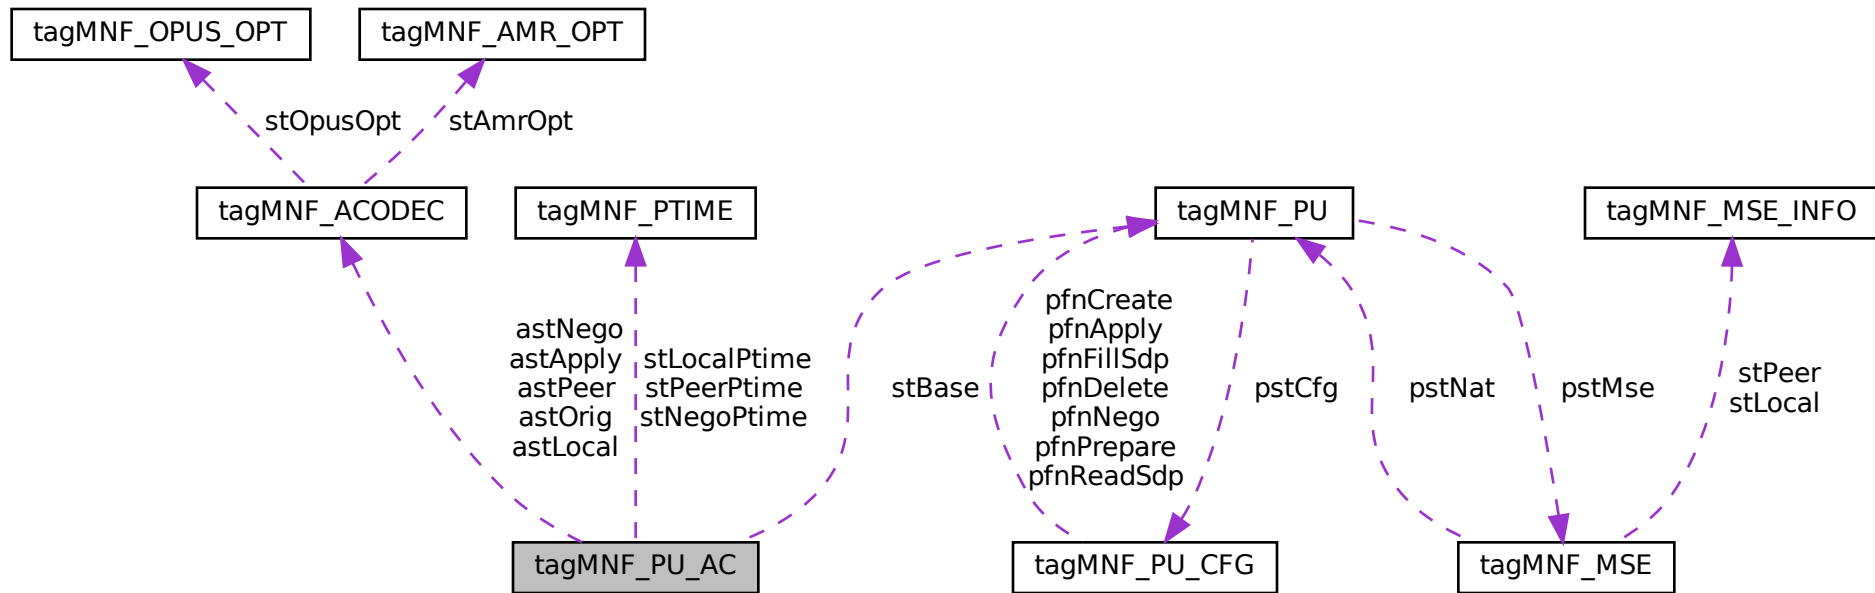 tagMNF_OPUS_OPT
tagMNF_AMR_OPT
stOpusOpt
stAmrOpt
tagMNF_ACODEC
tagMNF_PTIME
tagMNF_PU
tagMNF_MSE_INFO
astNego
astApply
astPeer
astOrig
astLocal
stLocalPtime
stPeerPtime
stNegoPtime
stBase
pfnCreate
pfnApply
pfnFillSdp
pfnDelete
pfnNego
pfnPrepare
pfnReadSdp
pstCfg
pstNat
pstMse
stPeer
stLocal
tagMNF_PU_AC
tagMNF_PU_CFG
tagMNF_MSE